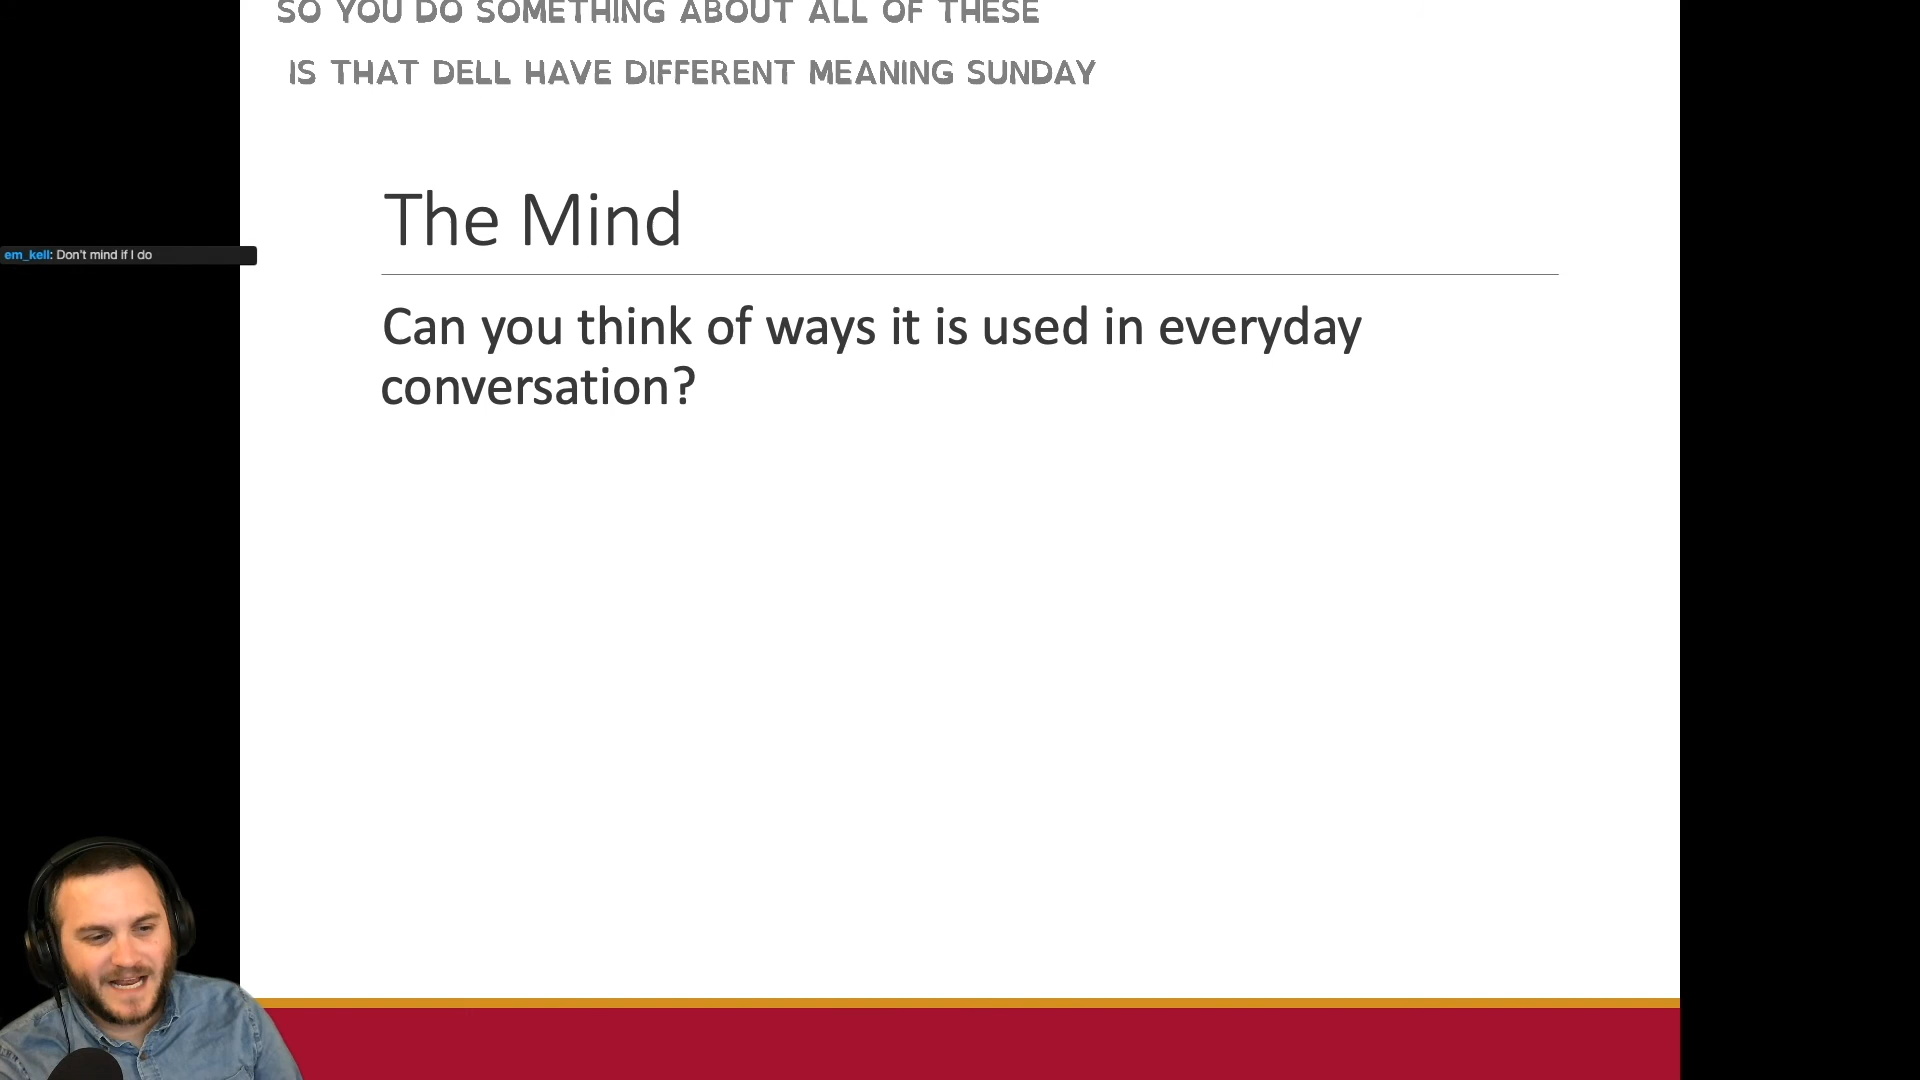 SO YOU DO SOMETHING ABOUT ALL OF THESE
IS THAT DELL HAVE DIFFERENT MEANING SUNDAY
The Mind
em_kell: Don't mind if I do
Can you think of ways it is used in everyday
conversation?